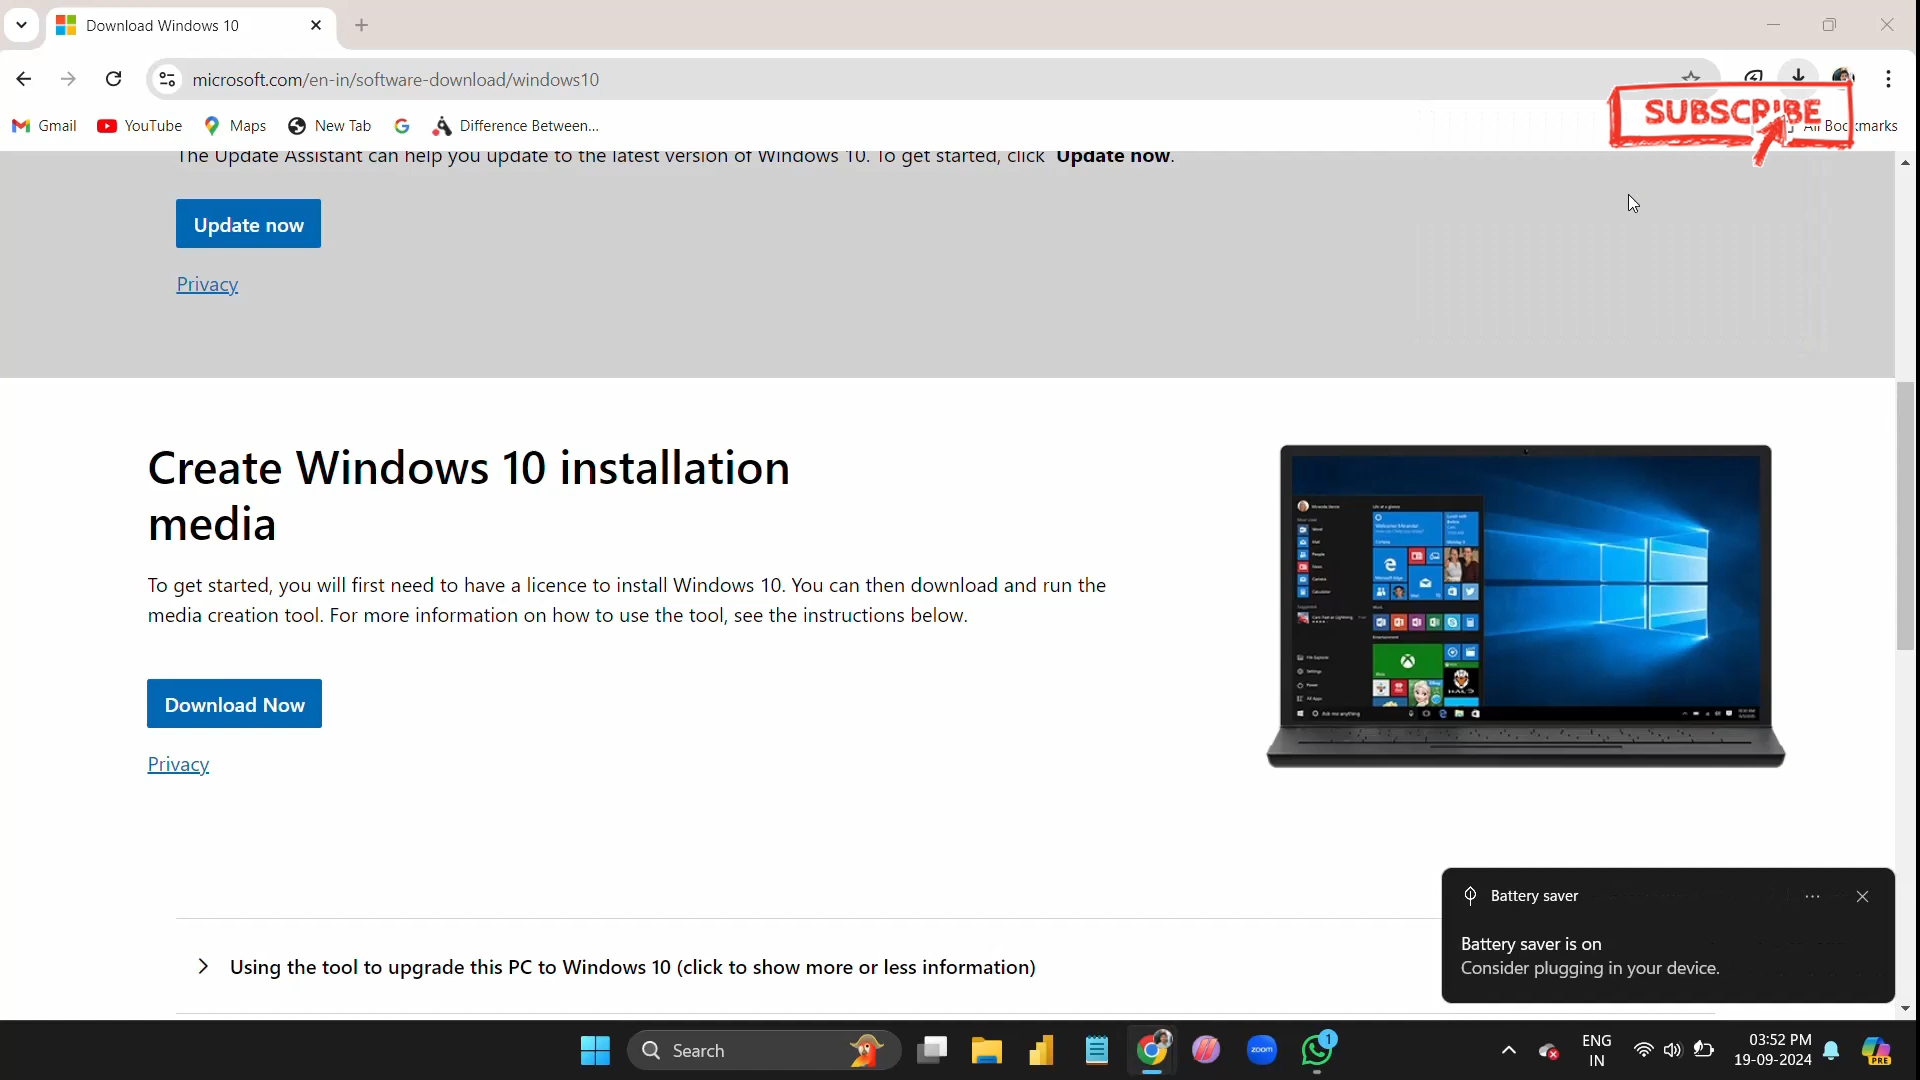 Download Windows 10
microsoft.com/en-in/software-download/windows10
Gmail
YouTube
Maps
New Tab
Difference Between...
SUBSCRIBE
All Bookmarks
The Update Assistant can help you update to the latest version of Windows 10. To get started, click Update now.
Update now
Privacy
Create Windows 10 installation
media
To get started, you will first need to have a licence to install Windows 10. You can then download and run the
media creation tool. For more information on how to use the tool, see the instructions below.
Download Now
Privacy
Using the tool to upgrade this PC to Windows 10 (click to show more or less information)
Battery saver
Battery saver is on
Consider plugging in your device.
Search
zoom
1
ENG
IN
03:52 PM
19-09-2024
PRE